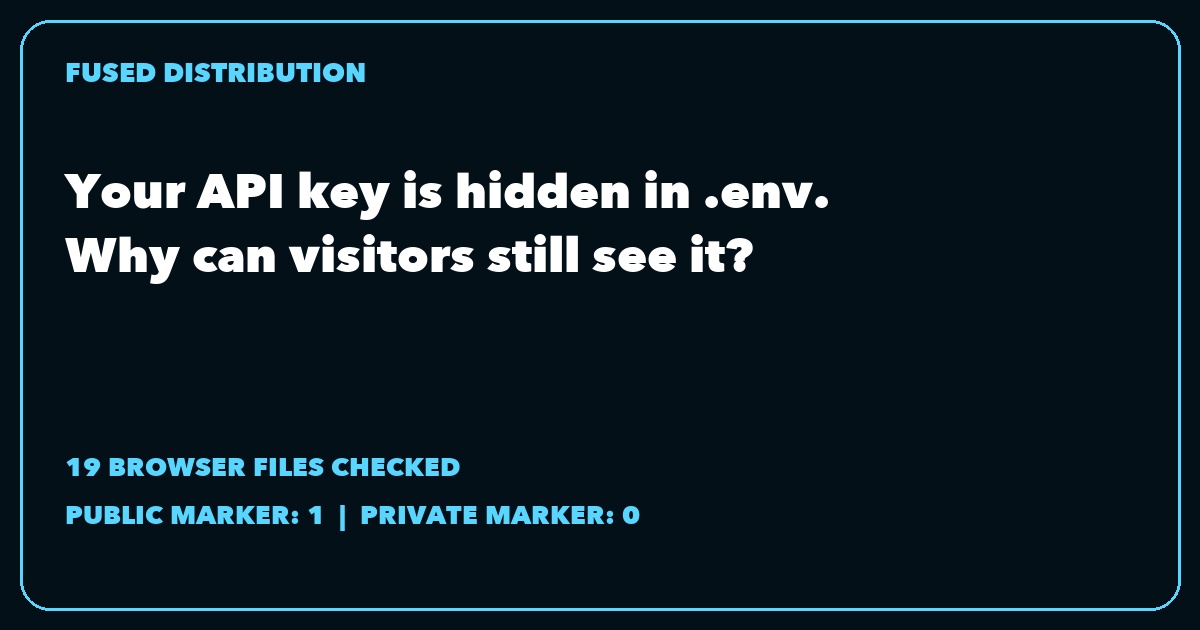 FUSED DISTRIBUTION
Your API key is hidden in .env.
Why can visitors still see it?
19 BROWSER FILES CHECKED
PUBLIC MARKER: 1 | PRIVATE MARKER: 0